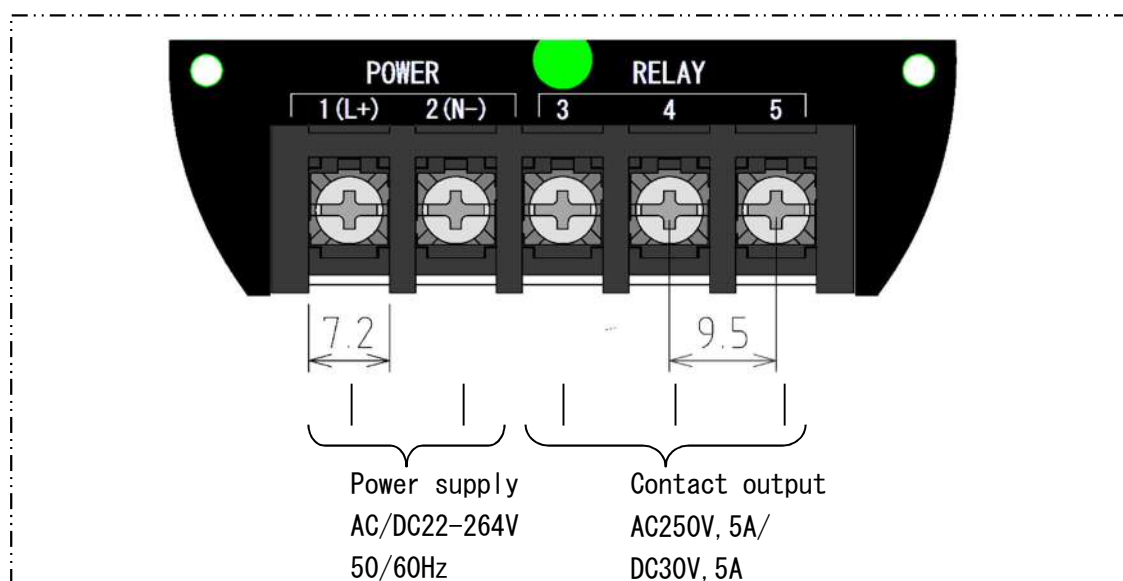 POWER RELAY
1(L+) 2(N-) 3 4 5
7.2 9.5
Power supply
AC/DC22-264V
50/60Hz
Contact output
AC250V,5A/
DC30V,5A